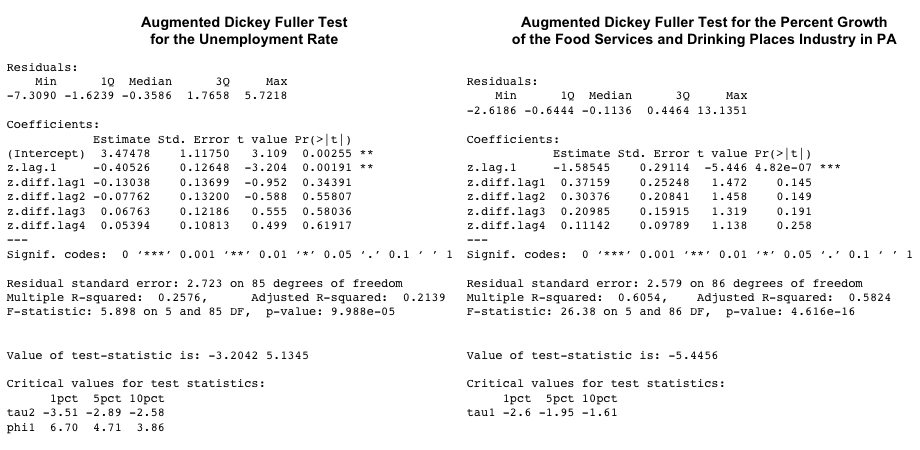 Augmented Dickey Fuller Test
for the Unemployment Rate
Residuals:
Min 1Q Median 3Q Max
-7.3090 -1.6239 -0.3586 1.7658 5.7218
Coefficients:
Estimate Std. Error t value Pr(>|t|)
(Intercept) 3.47478 1.11750 3.109 0.00255 **
z.lag.1 -0.40526 0.12648 -3.204 0.00191 **
z.diff.lag1 -0.13038 0.13699 -0.952 0.34391
z.diff.lag2 -0.07762 0.13200 -0.588 0.55807
z.diff.lag3 0.06763 0.12186 0.555 0.58036
z.diff.lag4 0.05394 0.10813 0.499 0.61917
---
Signif. codes: 0 ‘***’ 0.001 ‘**’ 0.01 ‘*’ 0.05 ‘.’ 0.1 ‘ ’ 1
Residual standard error: 2.723 on 85 degrees of freedom
Multiple R-squared: 0.2576, Adjusted R-squared: 0.2139
F-statistic: 5.898 on 5 and 85 DF, p-value: 9.988e-05
Value of test-statistic is: -3.2042 5.1345
Critical values for test statistics:
1pct 5pct 10pct
tau2 -3.51 -2.89 -2.58
phi1 6.70 4.71 3.86
Augmented Dickey Fuller Test for the Percent Growth
of the Food Services and Drinking Places Industry in PA
Residuals:
Min 1Q Median 3Q Max
-2.6186 -0.6444 -0.1136 0.4464 13.1351
Coefficients:
Estimate Std. Error t value Pr(>|t|)
z.lag.1 -1.58545 0.29114 -5.446 4.82e-07 ***
z.diff.lag1 0.37159 0.25248 1.472 0.145
z.diff.lag2 0.30376 0.20841 1.458 0.149
z.diff.lag3 0.20985 0.15915 1.319 0.191
z.diff.lag4 0.11142 0.09789 1.138 0.258
---
Signif. codes: 0 ‘***’ 0.001 ‘**’ 0.01 ‘*’ 0.05 ‘.’ 0.1 ‘ ’ 1
Residual standard error: 2.579 on 86 degrees of freedom
Multiple R-squared: 0.6054, Adjusted R-squared: 0.5824
F-statistic: 26.38 on 5 and 86 DF, p-value: 4.616e-16
Value of test-statistic is: -5.4456
Critical values for test statistics:
1pct 5pct 10pct
tau1 -2.6 -1.95 -1.61